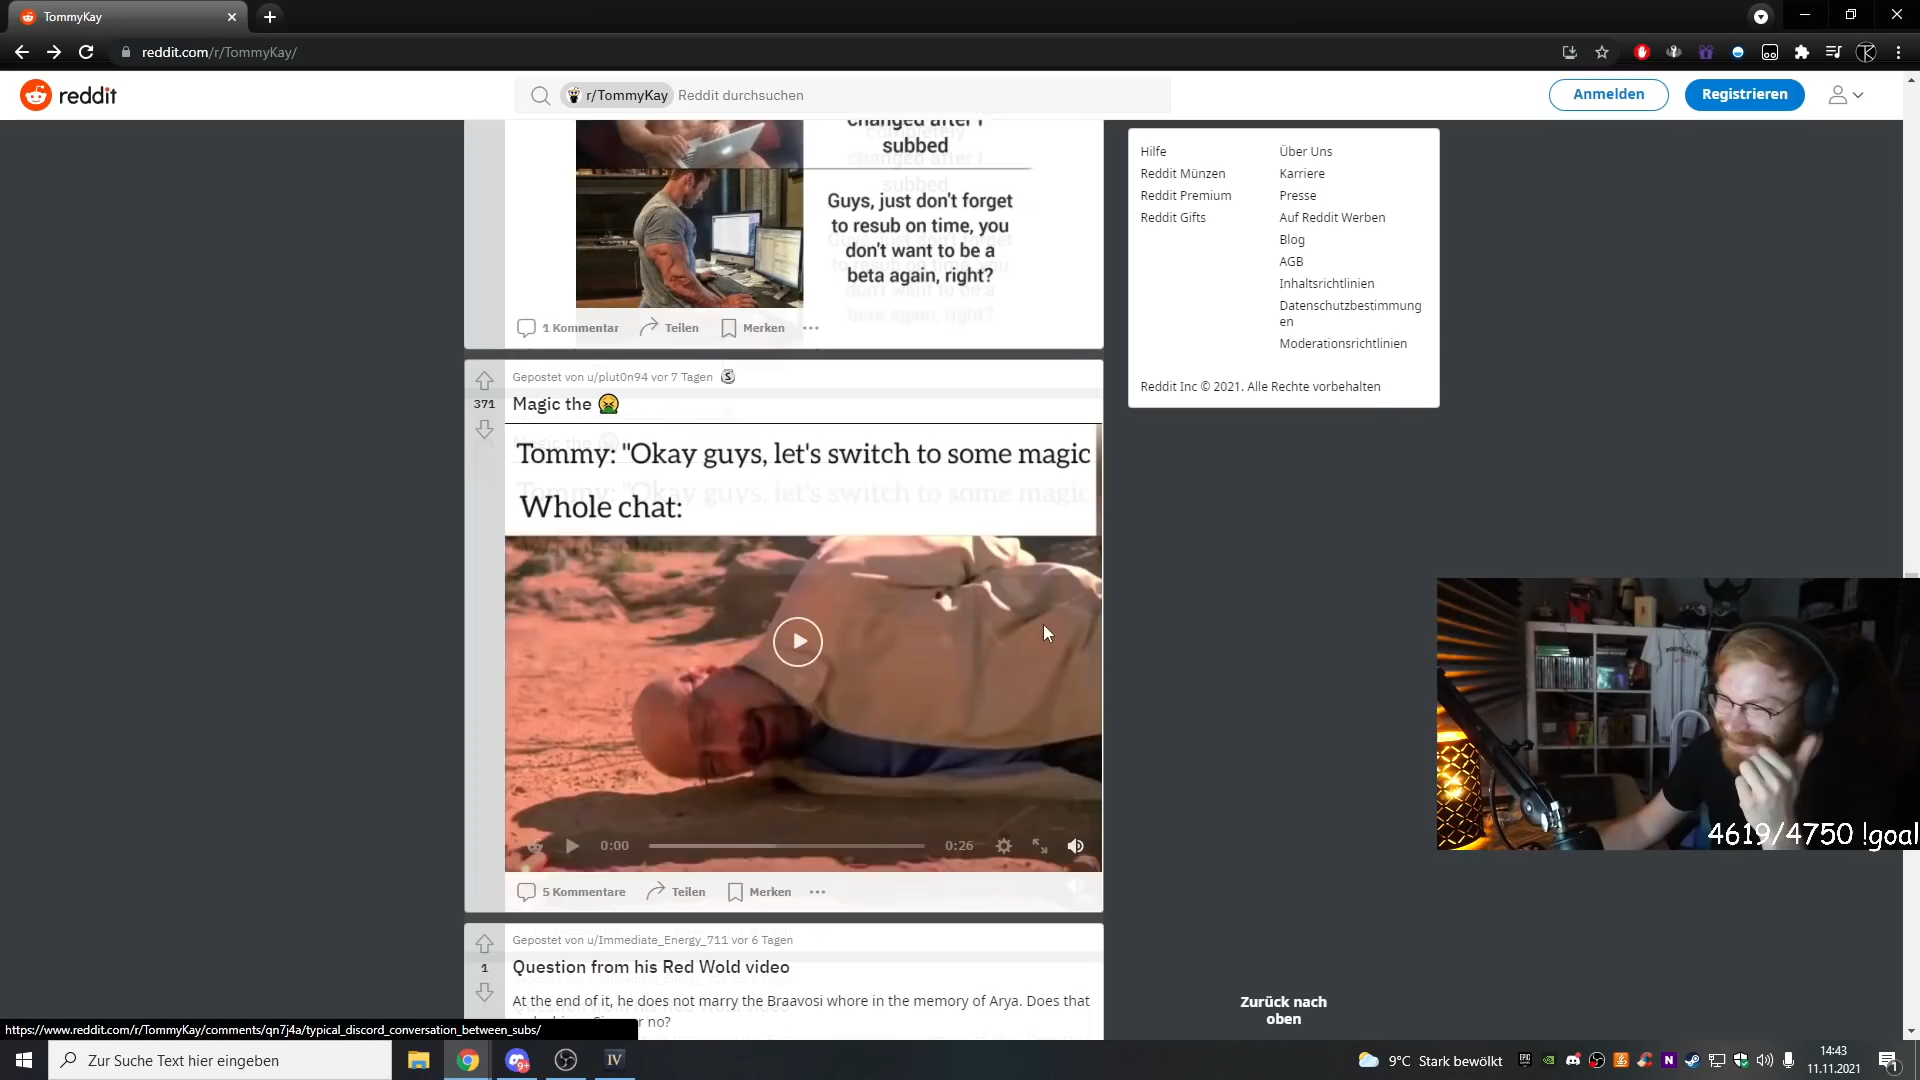 TommyKay
reddit.com/r/TommyKay/
reddit
r/TommyKay Reddit durchsuchen
Anmelden
Registrieren
changed after I
subbed
Guys, just don't forget
to resub on time, you
don't want to be a
beta again, right?
1 Kommentar Teilen Merken
Gepostet von u/plut0n94 vor 7 Tagen
371
Magic the
Tommy: "Okay guys, let's switch to some magic
Whole chat:
0:00
0:26
5 Kommentare Teilen Merken
Gepostet von u/Immediate_Energy_711 vor 6 Tagen
1
Question from his Red Wold video
At the end of it, he does not marry the Braavosi whore in the memory of Arya. Does that
or no?
Hilfe
Reddit Münzen
Reddit Premium
Reddit Gifts
Über Uns
Karriere
Presse
Auf Reddit Werben
Blog
AGB
Inhaltsrichtlinien
Datenschutzbestimmung
en
Moderationsrichtlinien
Reddit Inc © 2021. Alle Rechte vorbehalten
4619/4750 !goal
Zurück nach
oben
https://www.reddit.com/r/TommyKay/comments/qn7j4a/typical_discord_conversation_between_subs/
Zur Suche Text hier eingeben
IV
9°C Stark bewölkt
14:43
11.11.2021